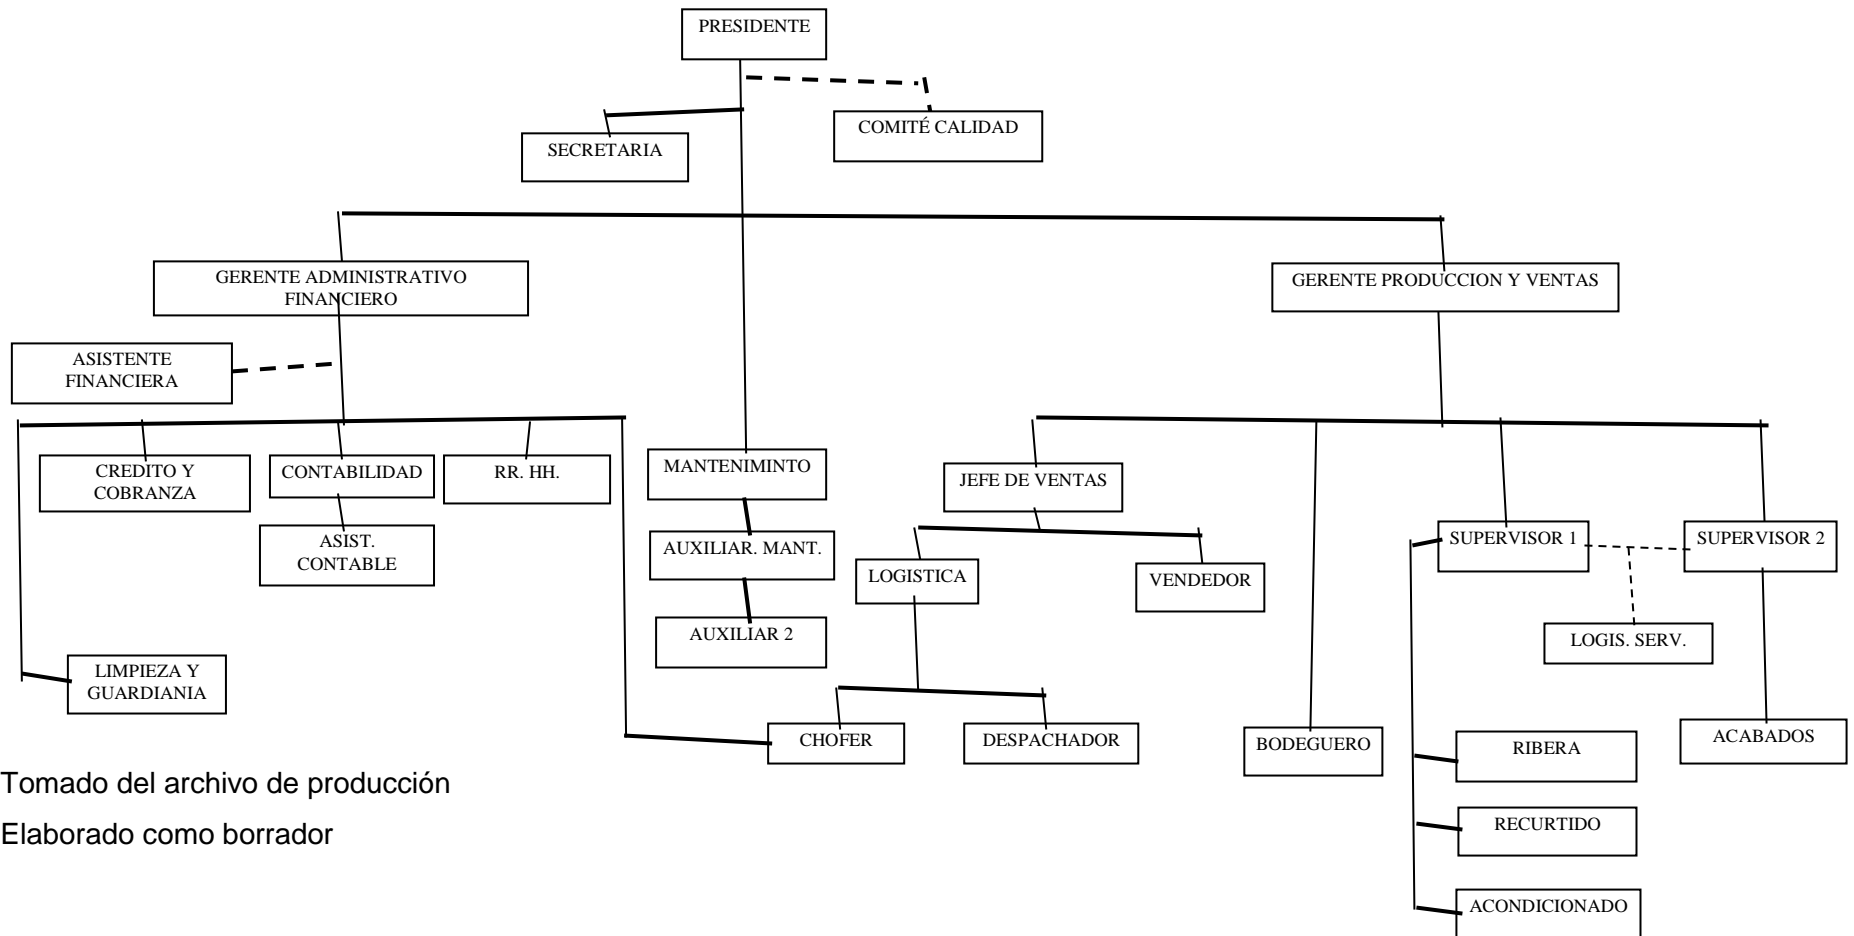 PRESIDENTE
COMITÉ CALIDAD
SECRETARIA
GERENTE ADMINISTRATIVO
FINANCIERO
GERENTE PRODUCCION Y VENTAS
ASISTENTE
FINANCIERA
CREDITO Y
COBRANZA
CONTABILIDAD
RR. HH.
MANTENIMINTO
JEFE DE VENTAS
ASIST.
CONTABLE
AUXILIAR. MANT.
LOGISTICA
VENDEDOR
SUPERVISOR 1
SUPERVISOR 2
AUXILIAR 2
LOGIS. SERV.
LIMPIEZA Y
GUARDIANIA
CHOFER
DESPACHADOR
BODEGUERO
RIBERA
ACABADOS
Tomado del archivo de producción
Elaborado como borrador
RECURTIDO
ACONDICIONADO